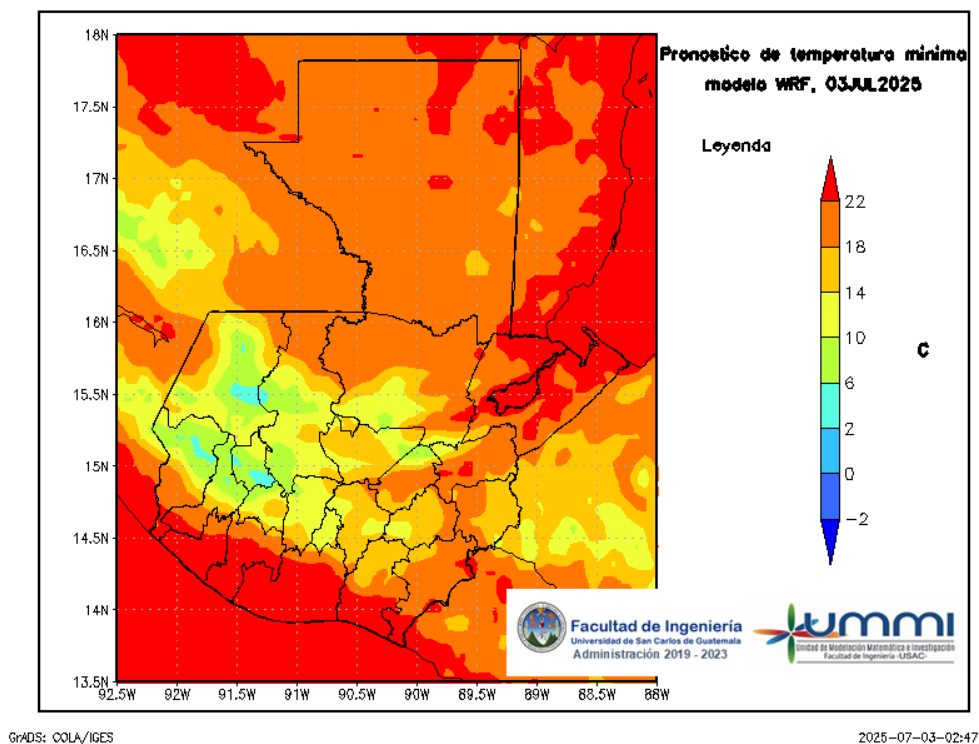 Pronostico de temperatura minima
modelo WRF, 03JUL2025
Leyenda
22
18
14
10
6
2
0
-2
C
18N
17.5N
17N
16.5N
16N
15.5N
15N
14.5N
14N
13.5N
92.5W
92W
91.5W
91W
90.5W
90W
89.5W
89W
88.5W
88W
Facultad de Ingeniería
Universidad de San Carlos de Guatemala
Administración 2019 - 2023
UMMI
Unidad de Modelación Matemática e Investigación
Facultad de Ingeniería -USAC-
GrADS: COLA/IGES
2025-07-03-02:47